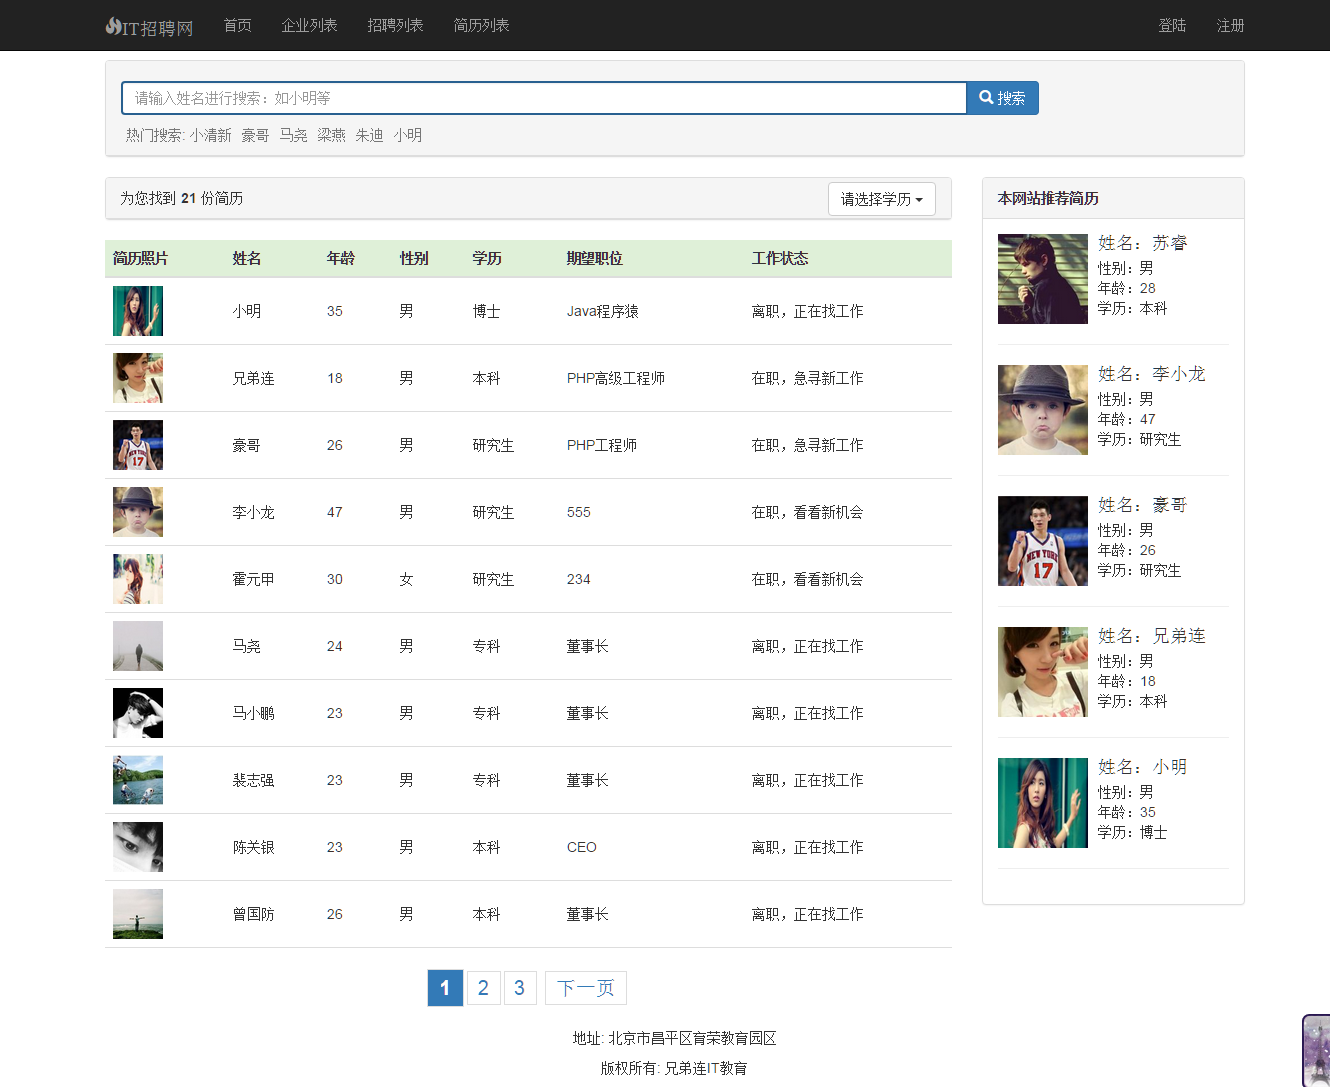 IT招聘网 首页 企业列表 招聘列表 简历列表 登陆 注册
请输入姓名进行搜索：如小明等 搜索
热门搜索: 小清新 豪哥 马尧 梁燕 朱迪 小明
为您找到 21 份简历 请选择学历
简历照片 姓名 年龄 性别 学历 期望职位 工作状态
小明 35 男 博士 Java程序猿 离职，正在找工作
兄弟连 18 男 本科 PHP高级工程师 在职，急寻新工作
豪哥 26 男 研究生 PHP工程师 在职，急寻新工作
李小龙 47 男 研究生 555 在职，看看新机会
霍元甲 30 女 研究生 234 在职，看看新机会
马尧 24 男 专科 董事长 离职，正在找工作
马小鹏 23 男 专科 董事长 离职，正在找工作
裴志强 23 男 专科 董事长 离职，正在找工作
陈关银 23 男 本科 CEO 离职，正在找工作
曾国防 26 男 本科 董事长 离职，正在找工作
1 2 3 下一页
本网站推荐简历
姓名：苏睿
性别：男
年龄：28
学历：本科
姓名：李小龙
性别：男
年龄：47
学历：研究生
NEW YORK
17
姓名：豪哥
性别：男
年龄：26
学历：研究生
姓名：兄弟连
性别：男
年龄：18
学历：本科
姓名：小明
性别：男
年龄：35
学历：博士
地址: 北京市昌平区育荣教育园区
版权所有: 兄弟连IT教育